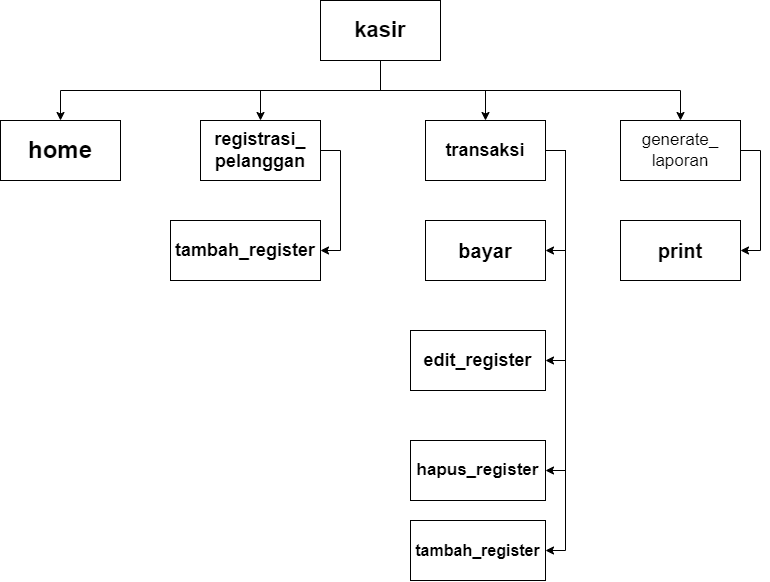 kasir
home
registrasi_
pelanggan
transaksi
generate_
laporan
tambah_register
bayar
print
edit_register
hapus_register
tambah_register